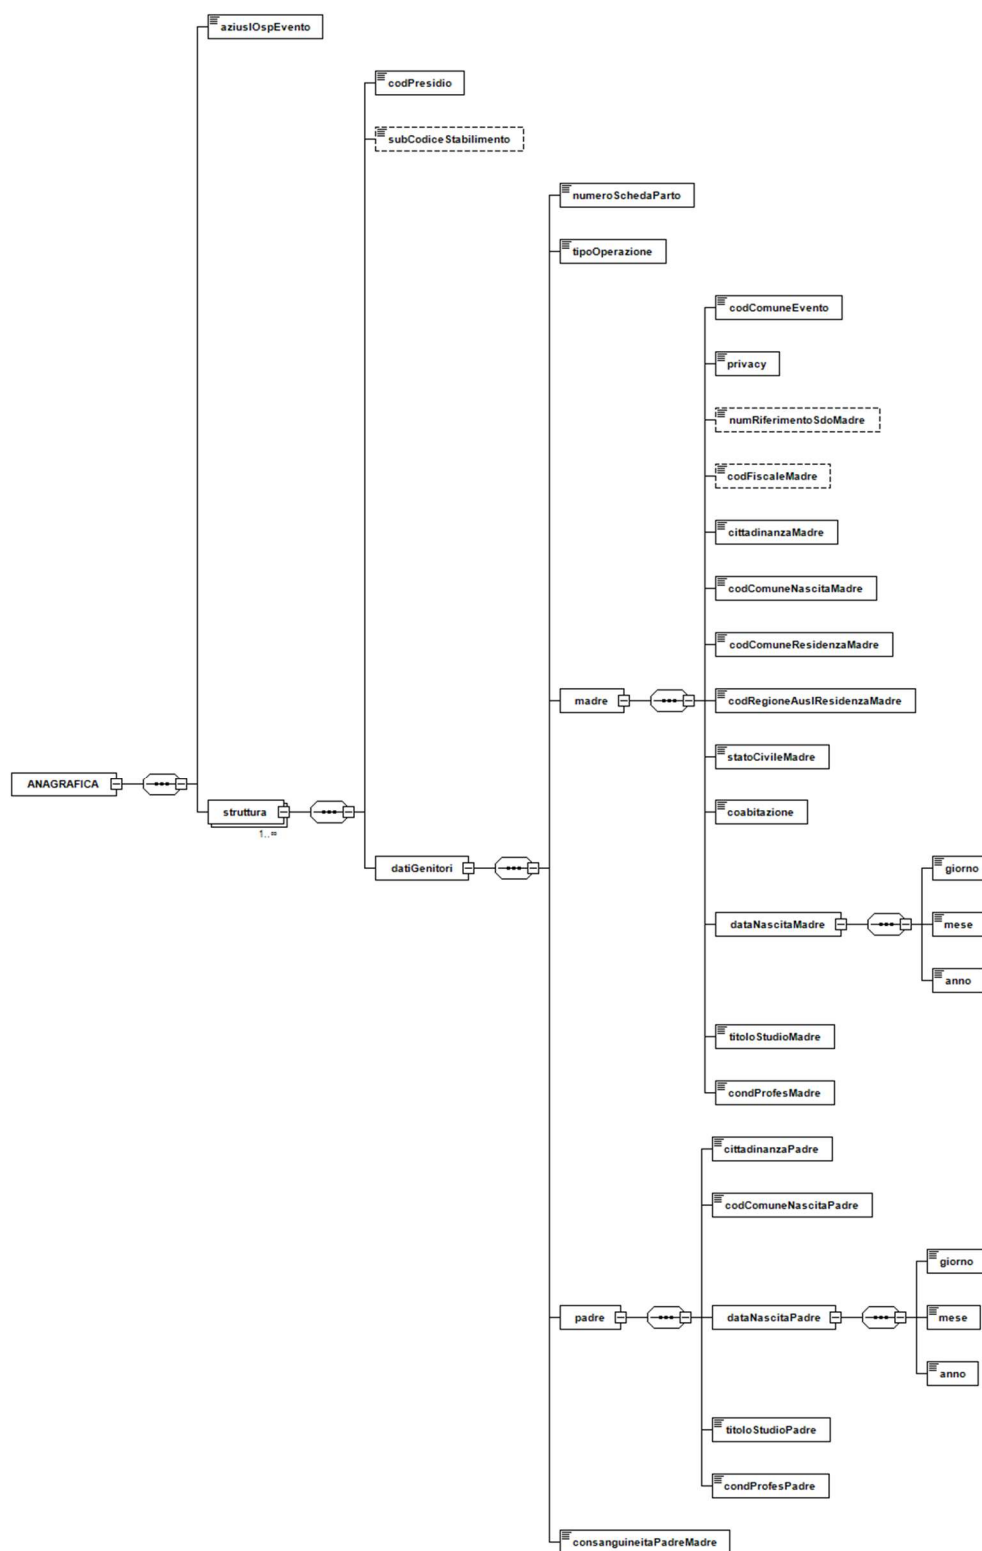 aziuslOspEvento
codPresidio
subCodiceStabilimento
numeroSchedaParto
tipoOperazione
codComuneEvento
privacy
numRiferimentoSdoMadre
codFiscaleMadre
cittadinanzaMadre
codComuneNascitaMadre
codComuneResidenzaMadre
madre
codRegioneAuslResidenzaMadre
statoCivileMadre
ANAGRAFICA
struttura
1..∞
coabitazione
datiGenitori
giorno
dataNascitaMadre
mese
anno
titoloStudioMadre
condProfesMadre
cittadinanzaPadre
codComuneNascitaPadre
giorno
padre
dataNascitaPadre
mese
anno
titoloStudioPadre
condProfesPadre
consanguineitaPadreMadre